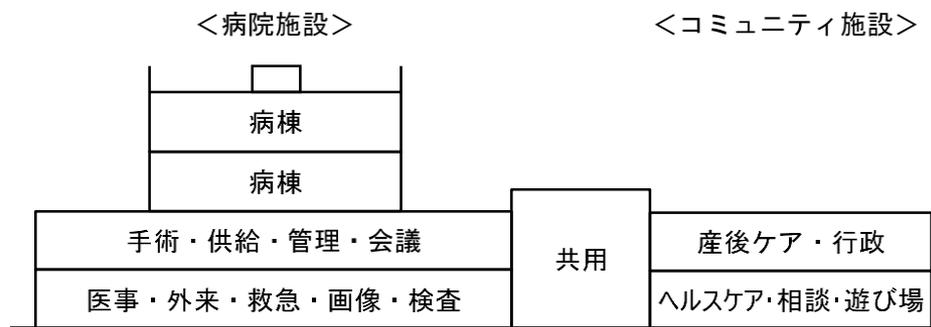 ＜病院施設＞
＜コミュニティ施設＞
病棟
病棟
手術・供給・管理・会議
共用
産後ケア・行政
医事・外来・救急・画像・検査
ヘルスケア・相談・遊び場